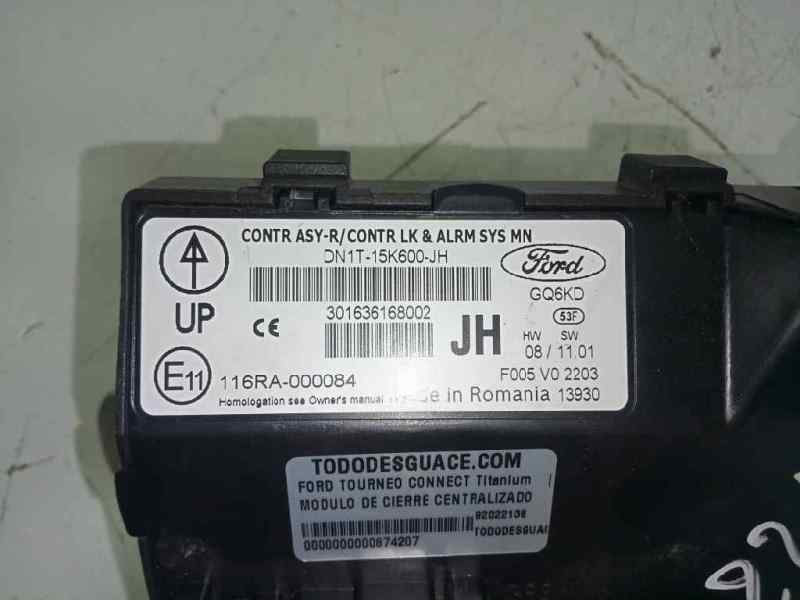 CONTR ASY-R/CONTR LK & ALRM SYS MN
DN1T-15K600-JH
Ford
GQ6KD
UP
CE
301636168002
JH
53F
HW SW
08 / 11.01
E11
116RA-000084
F005 V0 2203
Homologation see Owner's manual
in Romania 13930
TODODESGUACE.COM
FORD TOURNEO CONNECT Titanium
MODULO DE CIERRE CENTRALIZADO
92022108
0000000000874207
TODODESGUA